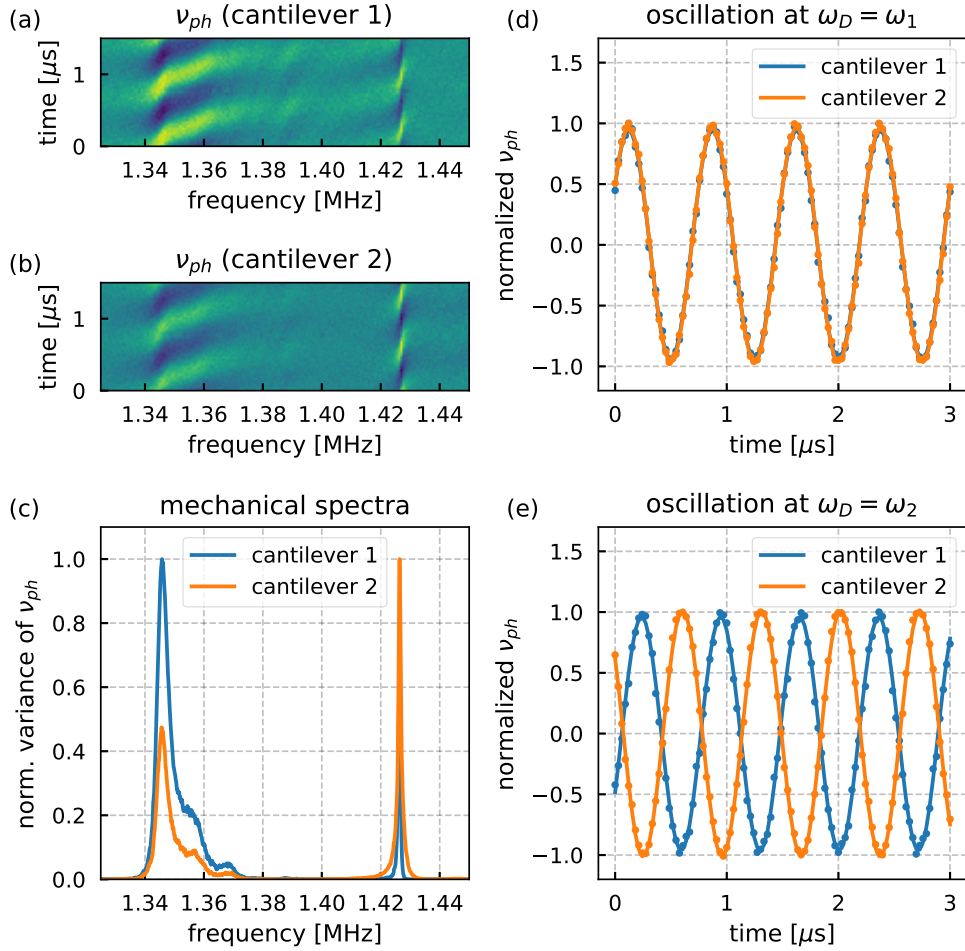 (a)
ν_ph (cantilever 1)
time [μs]
1
0
1.34 1.36 1.38 1.40 1.42 1.44
frequency [MHz]
(b)
ν_ph (cantilever 2)
time [μs]
1
0
1.34 1.36 1.38 1.40 1.42 1.44
frequency [MHz]
(c)
mechanical spectra
cantilever 1
cantilever 2
norm. variance of ν_ph
1.0
0.8
0.6
0.4
0.2
0.0
1.34 1.36 1.38 1.40 1.42 1.44
frequency [MHz]
(d)
oscillation at ω_D = ω_1
cantilever 1
cantilever 2
normalized ν_ph
1.5
1.0
0.5
0.0
−0.5
−1.0
0 1 2 3
time [μs]
(e)
oscillation at ω_D = ω_2
cantilever 1
cantilever 2
normalized ν_ph
1.5
1.0
0.5
0.0
−0.5
−1.0
0 1 2 3
time [μs]